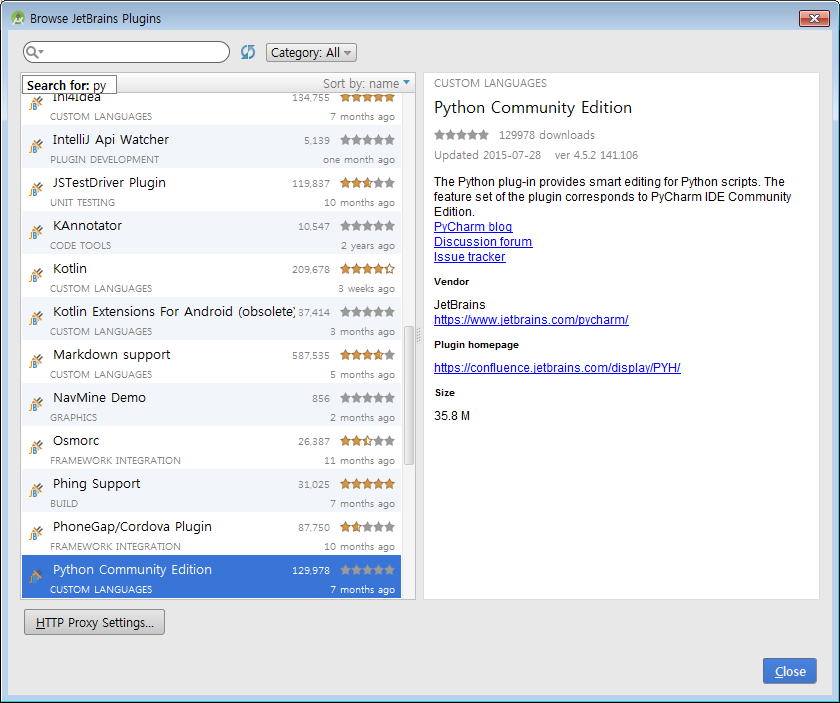 Browse JetBrains Plugins
Category: All
Search for: py
Sort by: name
Ini4Idea 134,755
CUSTOM LANGUAGES 7 months ago
IntelliJ Api Watcher 5,139
PLUGIN DEVELOPMENT one month ago
JSTestDriver Plugin 119,837
UNIT TESTING 10 months ago
KAnnotator 10,547
CODE TOOLS 2 years ago
Kotlin 209,678
CUSTOM LANGUAGES 3 weeks ago
Kotlin Extensions For Android (obsolete) 37,414
CUSTOM LANGUAGES 3 months ago
Markdown support 587,535
CUSTOM LANGUAGES 5 months ago
NavMine Demo 856
GRAPHICS 2 months ago
Osmorc 26,387
FRAMEWORK INTEGRATION 11 months ago
Phing Support 31,025
BUILD 7 months ago
PhoneGap/Cordova Plugin 87,750
FRAMEWORK INTEGRATION 10 months ago
Python Community Edition 129,978
CUSTOM LANGUAGES 7 months ago
CUSTOM LANGUAGES
Python Community Edition
129978 downloads
Updated 2015-07-28 ver 4.5.2 141.106
The Python plug-in provides smart editing for Python scripts. The
feature set of the plugin corresponds to PyCharm IDE Community
Edition.
PyCharm blog
Discussion forum
Issue tracker
Vendor
JetBrains
https://www.jetbrains.com/pycharm/
Plugin homepage
https://confluence.jetbrains.com/display/PYH/
Size
35.8 M
HTTP Proxy Settings...
Close